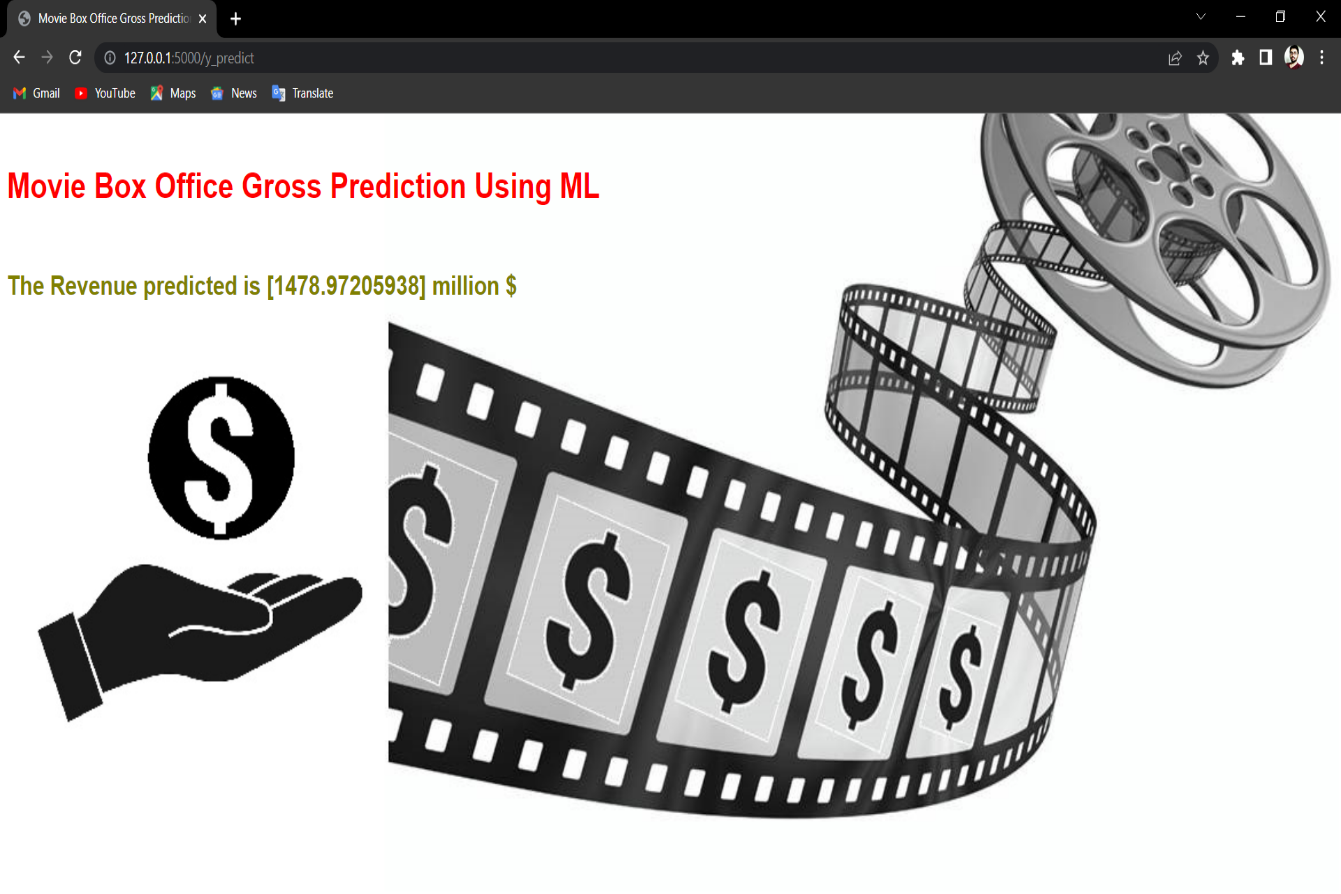 Movie Box Office Gross Predictio
127.0.0.1:5000/y_predict
Gmail YouTube Maps News Translate
Movie Box Office Gross Prediction Using ML
The Revenue predicted is [1478.97205938] million $
$
$ $ $ $ $